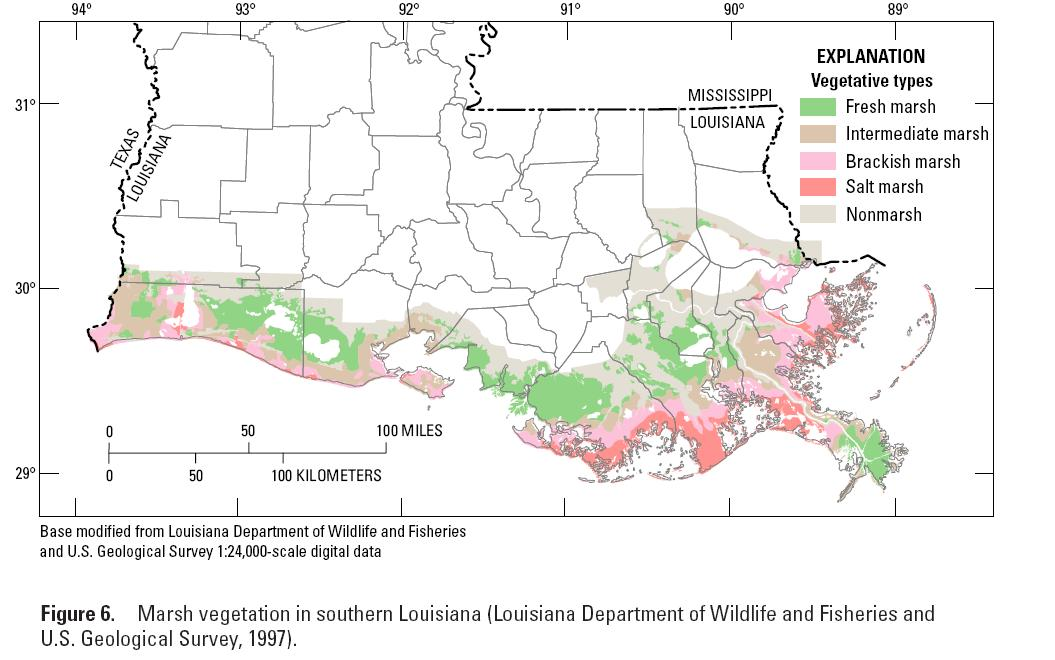 94° 93° 92° 91° 90° 89°
EXPLANATION
Vegetative types
Fresh marsh
Intermediate marsh
Brackish marsh
Salt marsh
Nonmarsh
31°
MISSISSIPPI
LOUISIANA
TEXAS
LOUISIANA
30°
0 50 100 MILES
0 50 100 KILOMETERS
29°
Base modified from Louisiana Department of Wildlife and Fisheries
and U.S. Geological Survey 1:24,000-scale digital data
Figure 6. Marsh vegetation in southern Louisiana (Louisiana Department of Wildlife and Fisheries and
U.S. Geological Survey, 1997).